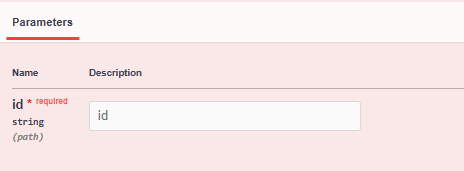 Parameters
Name Description
id * required
id
string
(path)